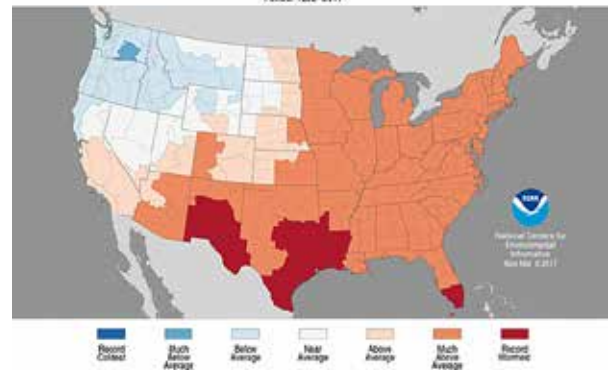 NOAA
National Centers for
Environmental
Information
Record
Coldest
Much
Below
Average
Below
Average
Near
Average
Above
Average
Much
Above
Average
Record
Warmest